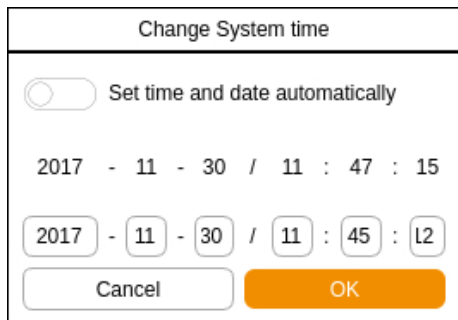 Change System time
Set time and date automatically
2017 - 11 - 30 / 11 : 47 : 15
2017 - 11 - 30 / 11 : 45 : 12
Cancel OK